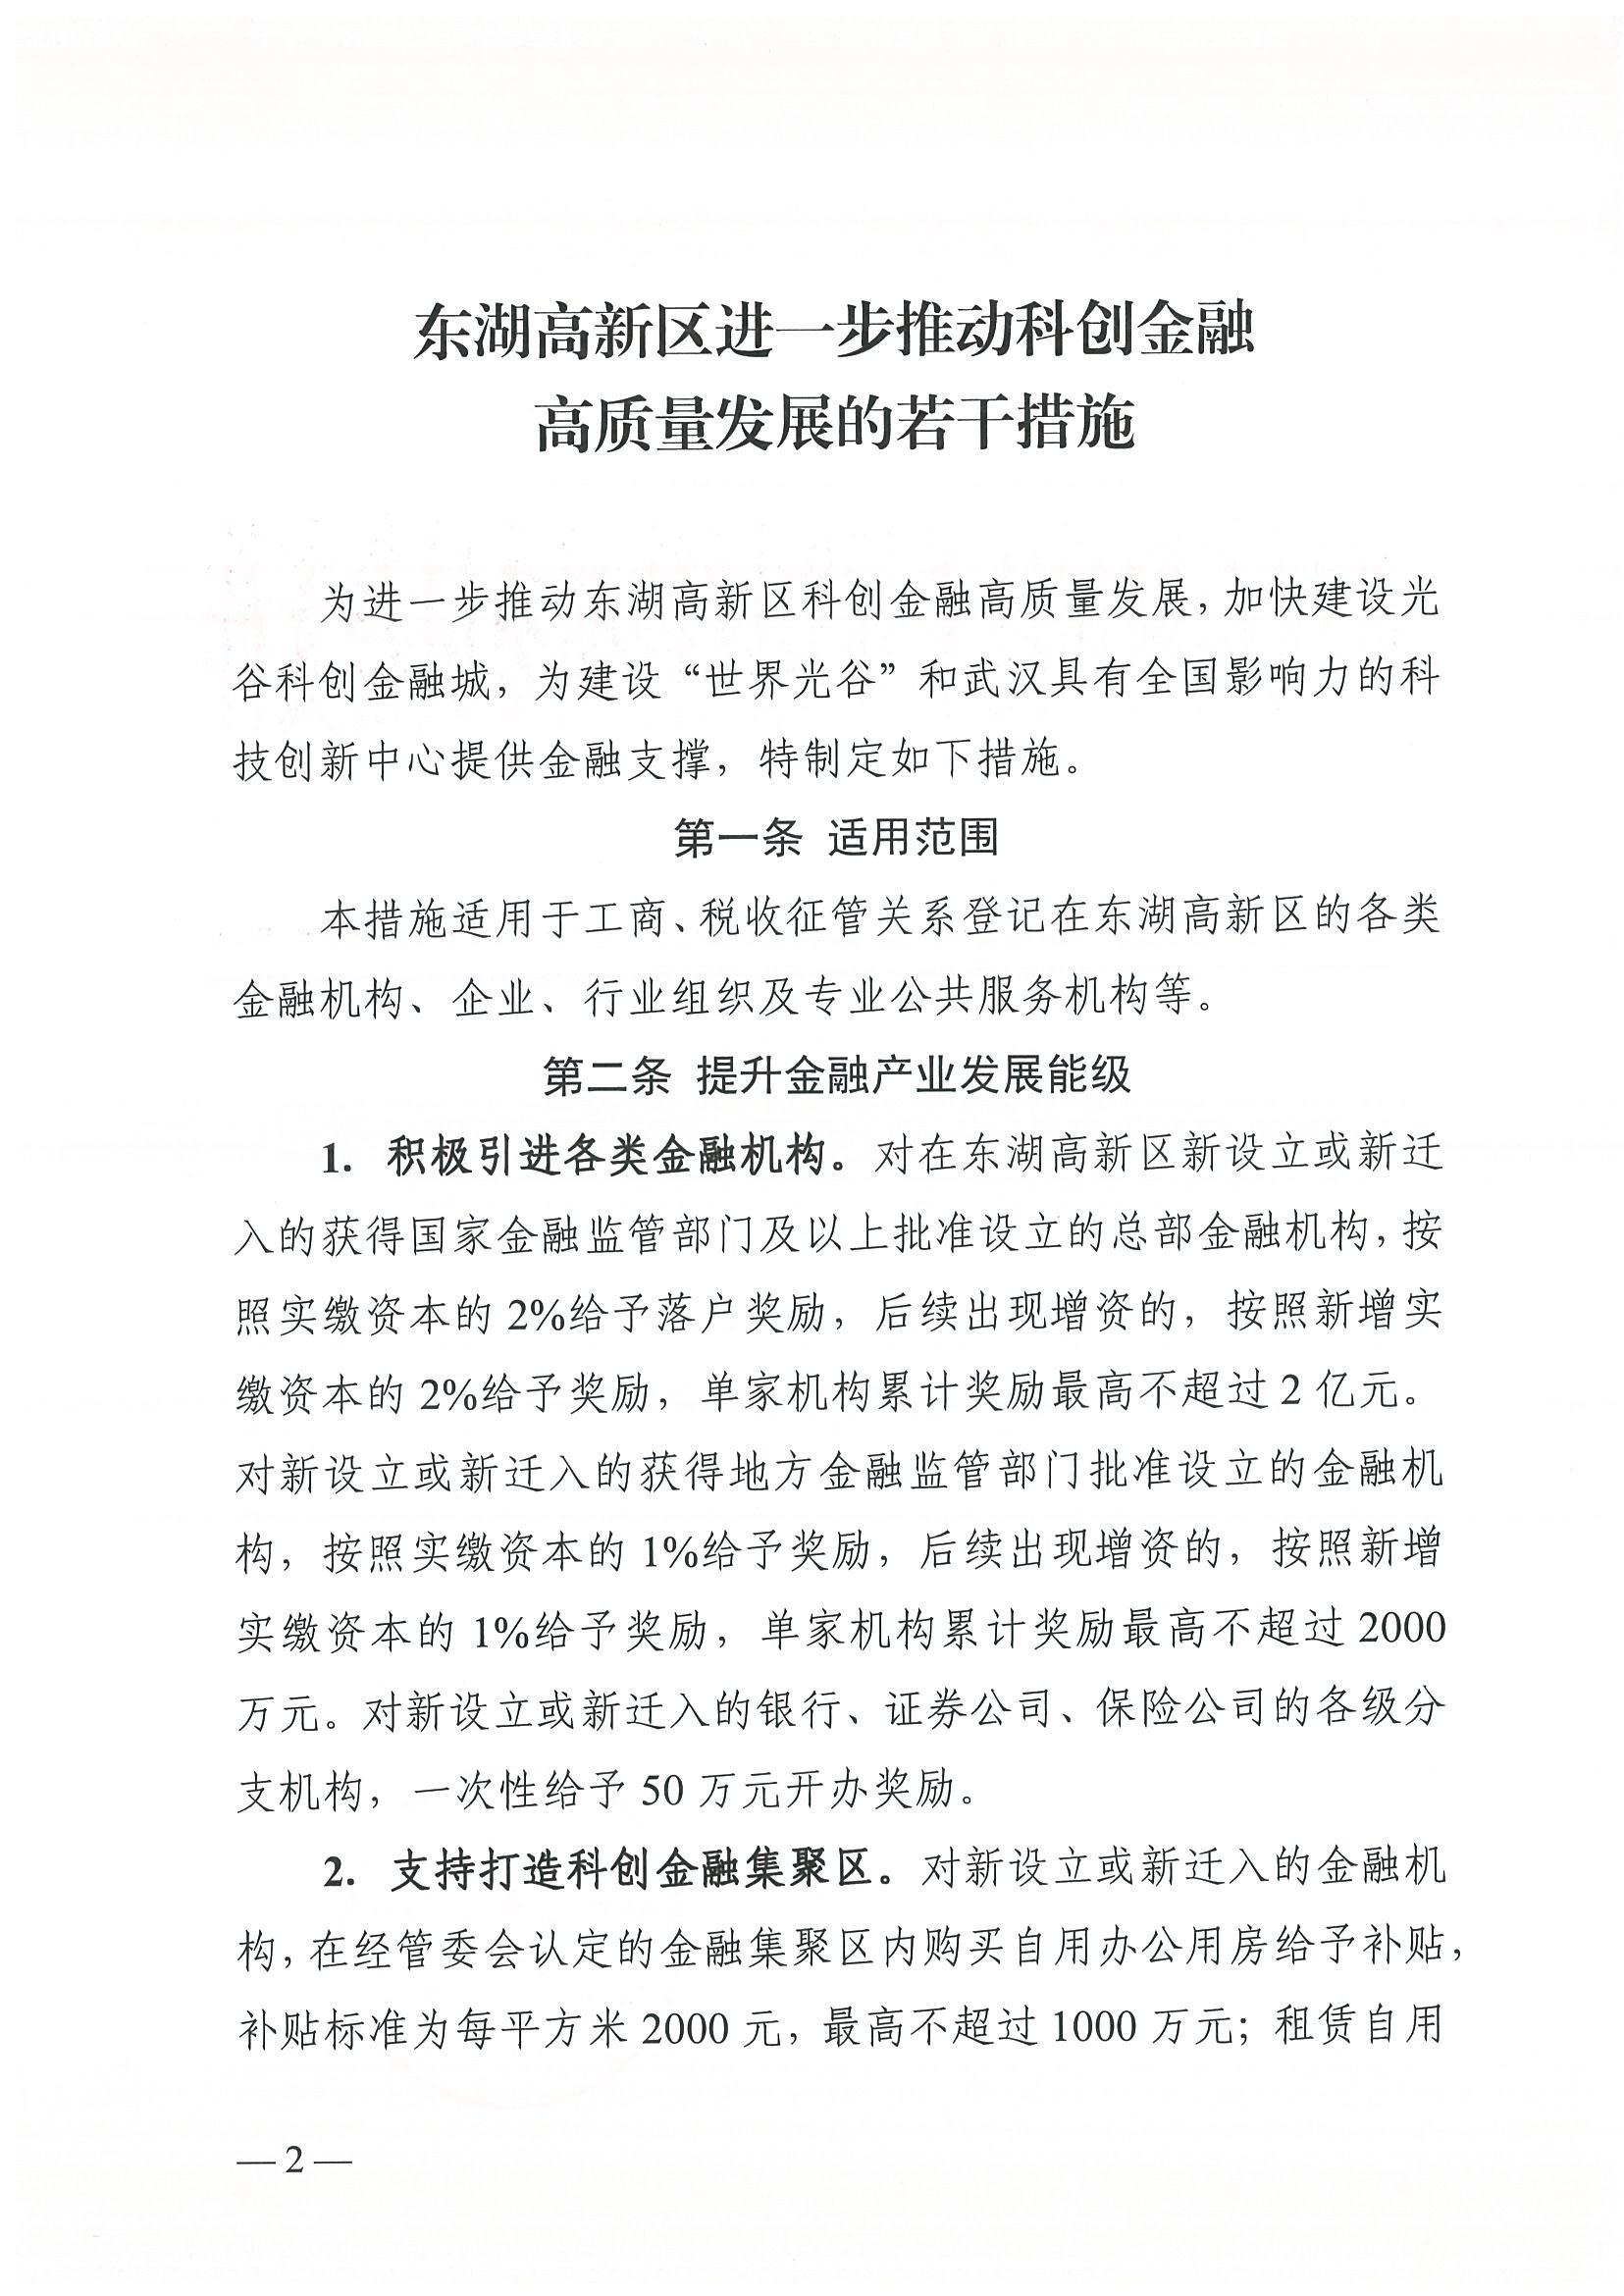 东湖高新区进一步推动科创金融
高质量发展的若干措施
为进一步推动东湖高新区科创金融高质量发展，加快建设光
谷科创金融城，为建设“世界光谷”和武汉具有全国影响力的科
技创新中心提供金融支撑，特制定如下措施。
第一条 适用范围
本措施适用于工商、税收征管关系登记在东湖高新区的各类
金融机构、企业、行业组织及专业公共服务机构等。
第二条 提升金融产业发展能级
1. 积极引进各类金融机构。对在东湖高新区新设立或新迁
入的获得国家金融监管部门及以上批准设立的总部金融机构，按
照实缴资本的 2%给予落户奖励，后续出现增资的，按照新增实
缴资本的 2%给予奖励，单家机构累计奖励最高不超过 2 亿元。
对新设立或新迁入的获得地方金融监管部门批准设立的金融机
构，按照实缴资本的 1%给予奖励，后续出现增资的，按照新增
实缴资本的 1%给予奖励，单家机构累计奖励最高不超过 2000
万元。对新设立或新迁入的银行、证券公司、保险公司的各级分
支机构，一次性给予 50 万元开办奖励。
2. 支持打造科创金融集聚区。对新设立或新迁入的金融机
构，在经管委会认定的金融集聚区内购买自用办公用房给予补贴，
补贴标准为每平方米 2000 元，最高不超过 1000 万元；租赁自用
— 2 —